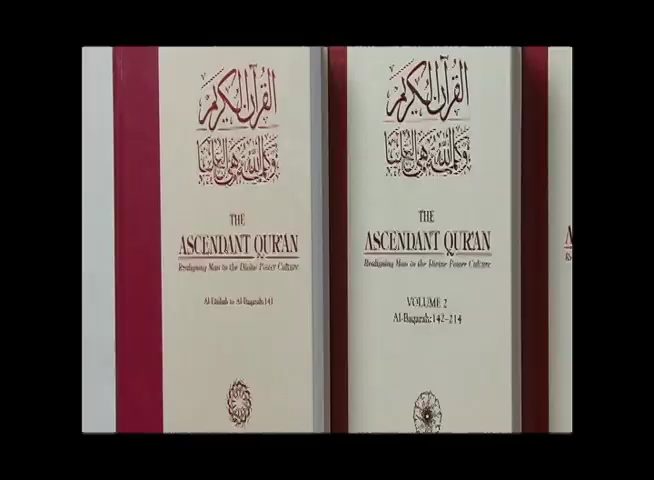 القرآن الكريم
وكلمة الله هي العليا
THE
ASCENDANT QUR'AN
Realigning Man to the Divine Power Culture
Al-Fatihah to Al-Baqarah:141
القرآن الكريم
وكلمة الله هي العليا
THE
ASCENDANT QUR'AN
Realigning Man to the Divine Power Culture
VOLUME 2
Al-Baqarah:142-214